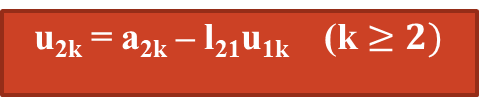 u₂ₖ = a₂ₖ – l₂₁u₁ₖ (k ≥ 2)